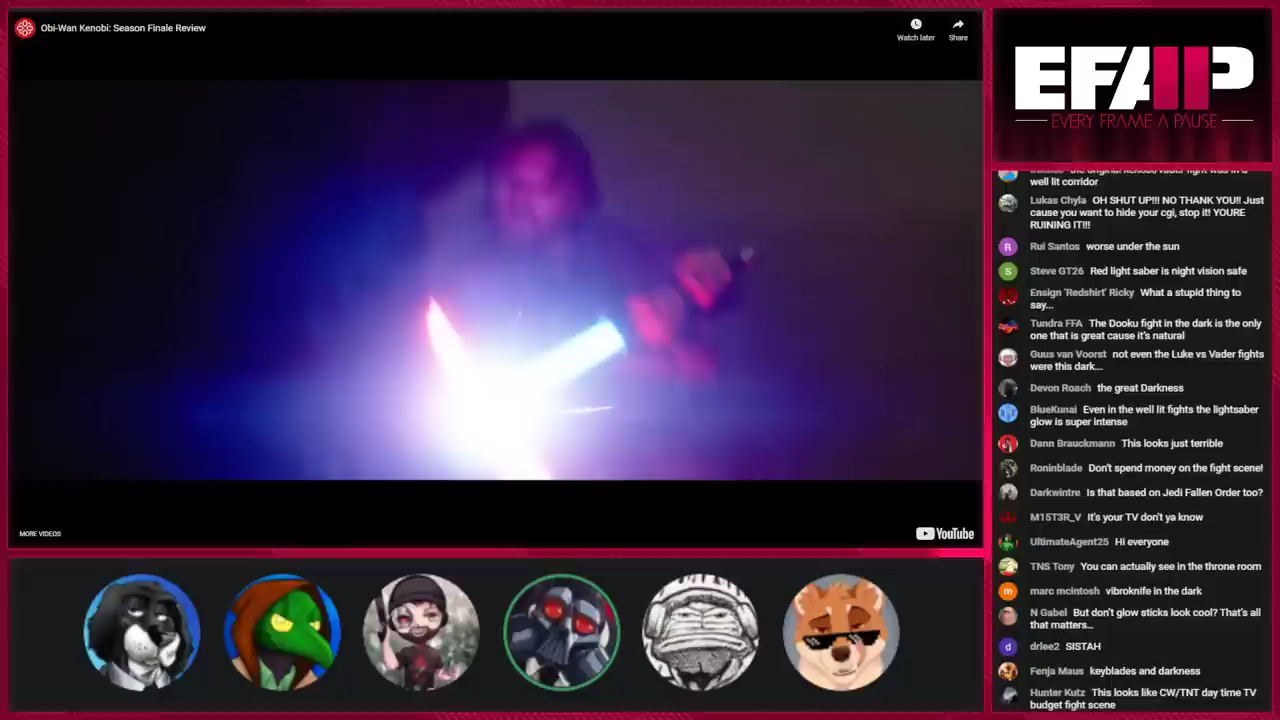 Obi-Wan Kenobi: Season Finale Review
Watch later
Share
MORE VIDEOS
YouTube
EFAP
EVERY FRAME A PAUSE
well lit corridor
Lukas Chyla OH SHUT UP!!! NO THANK YOU!! Just
cause you want to hide your cgi, stop it! YOURE
RUINING IT!!!
Rui Santos worse under the sun
Steve GT26 Red light saber is night vision safe
Ensign 'Redshirt' Ricky What a stupid thing to
say...
Tundra FFA The Dooku fight in the dark is the only
one that is great cause it's natural
Guus van Voorst not even the Luke vs Vader fights
were this dark...
Devon Roach the great Darkness
BlueKunai Even in the well lit fights the lightsaber
glow is super intense
Dann Brauckmann This looks just terrible
Roninblade Don't spend money on the fight scene!
Darkwintre Is that based on Jedi Fallen Order too?
M15T3R_V It's your TV don't ya know
UltimateAgent25 Hi everyone
TNS Tony You can actually see in the throne room
marc mcintosh vibroknife in the dark
N Gabel But don't glow sticks look cool? That's all
that matters...
drlee2 SISTAH
Fenja Maus keyblades and darkness
Hunter Kutz This looks like CW/TNT day time TV
budget fight scene